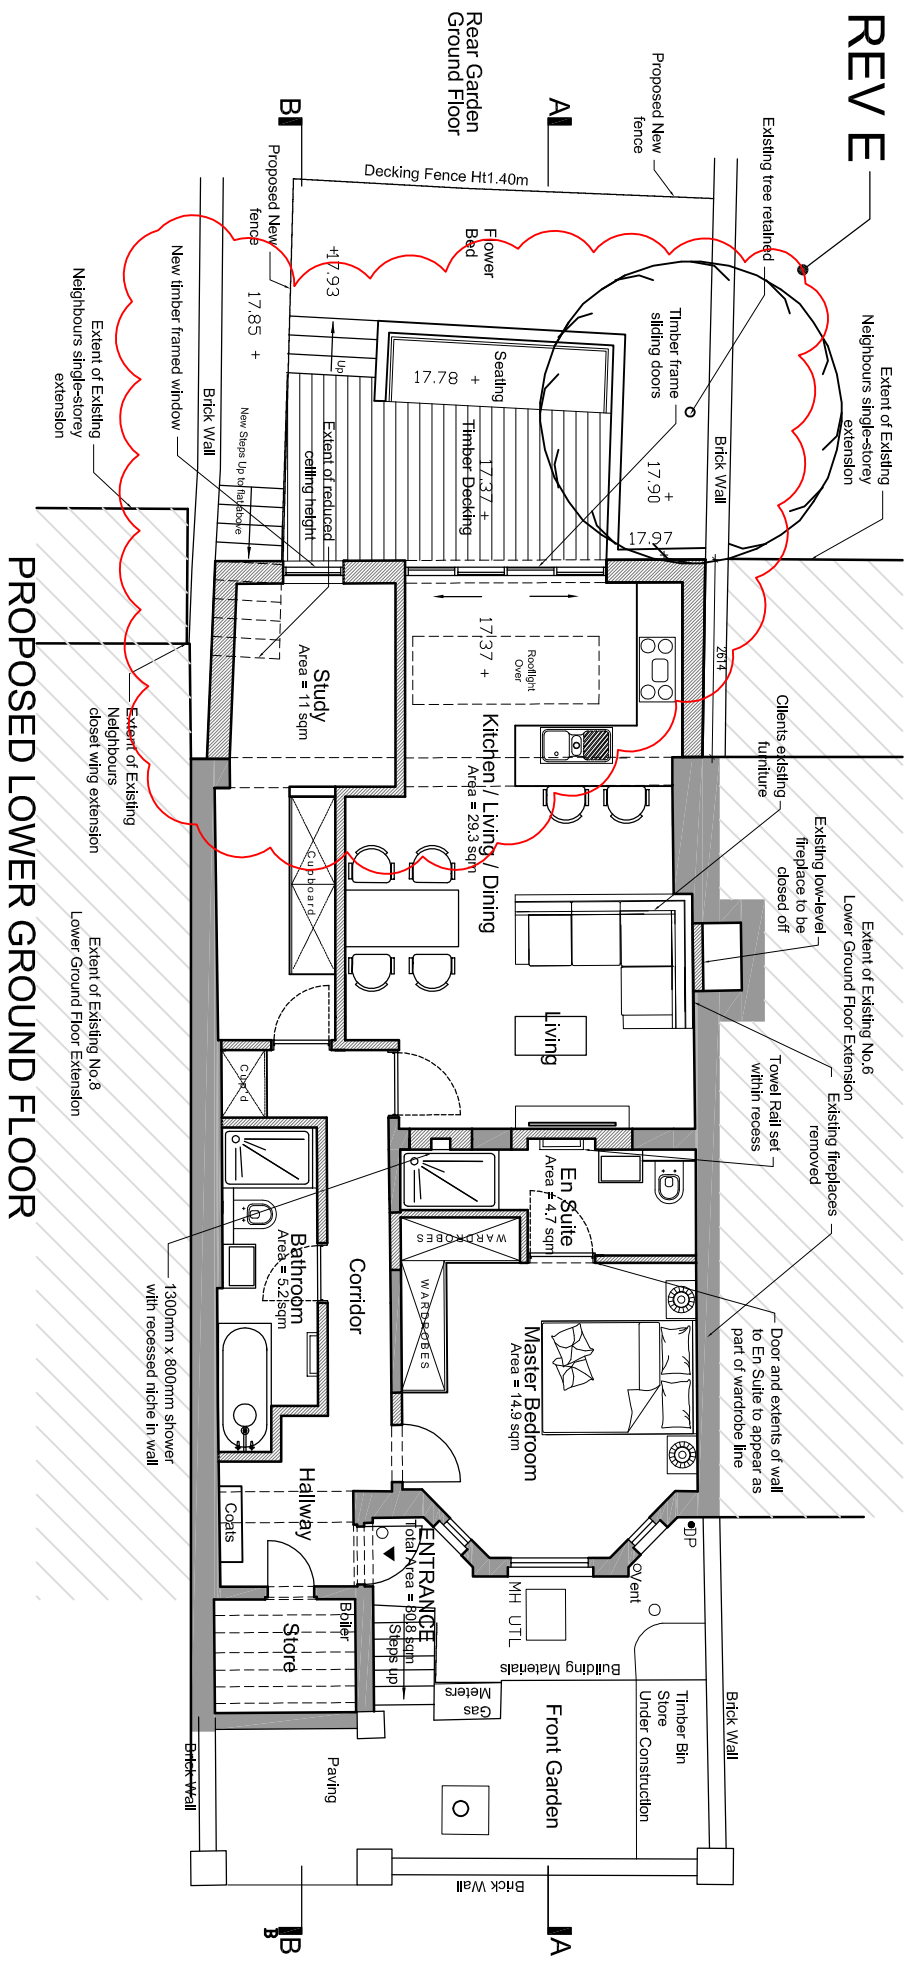 REV E
Rear Garden
Ground Floor
A
B
Proposed New
fence
Existing tree retained
Decking Fence Ht1.40m
Proposed New
fence
Flower
Bed
+17.93
17.85 +
New timber framed window
Extent of Existing
Neighbours single-storey
extension
Brick Wall
New Steps Up to flat above
Up
Seating
17.78 +
Timber frame
sliding doors
Extent of Existing
Neighbours single-storey
extension
Brick Wall
17.90 +
17.97
17.37 +
Timber Decking
Extent of reduced
ceiling height
2614
17.37 +
Rooflight
Over
Study
Area = 11 sqm
Kitchen / Living / Dining
Area = 29.3 sqm
Extent of Existing
Neighbours
closet wing extension
Clients existing
furniture
Existing low-level
fireplace to be
closed off
Extent of Existing No.6
Lower Ground Floor Extension
Cupboard
Living
Extent of Existing No.8
Lower Ground Floor Extension
Cup'd
Towel Rail set
within recess
Existing fireplaces
removed
En Suite
Area = 4.7 sqm
WARDROBES
WARDROBES
Bathroom
Area = 5.2 sqm
Corridor
Master Bedroom
Area = 14.9 sqm
Door and extents of wall
to En Suite to appear as
part of wardrobe line
1300mm x 800mm shower
with recessed niche in wall
Hallway
Coats
ENTRANCE
Total Area = 80.8 sqm
DP
Vent
MH UTL
Boiler
Store
Steps up
Building Materials
Gas
Meters
Timber Bin
Store
Under Construction
Brick Wall
Front Garden
Paving
Brick Wall
Brick Wall
A
B
B
PROPOSED LOWER GROUND FLOOR